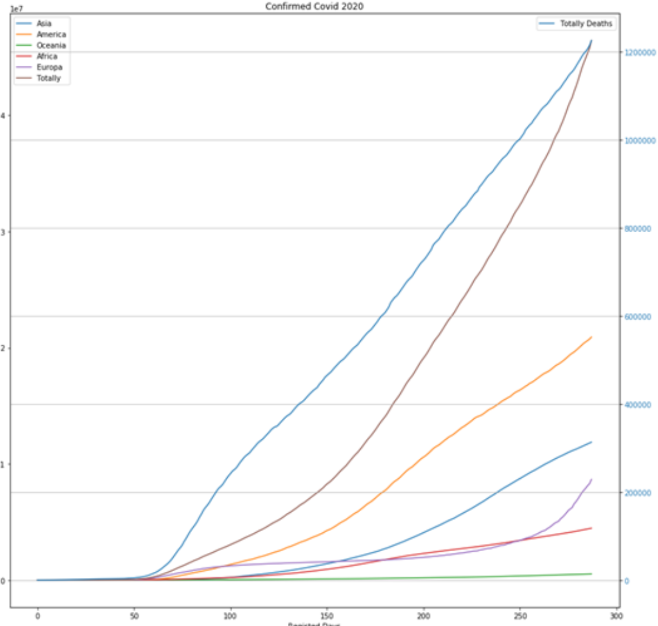 Confirmed Covid 2020
1e7
Asia
America
Oceania
Africa
Europa
Totally
Totally Deaths
4
3
2
1
0
1200000
1000000
800000
600000
400000
200000
0
0 50 100 150 200 250 300